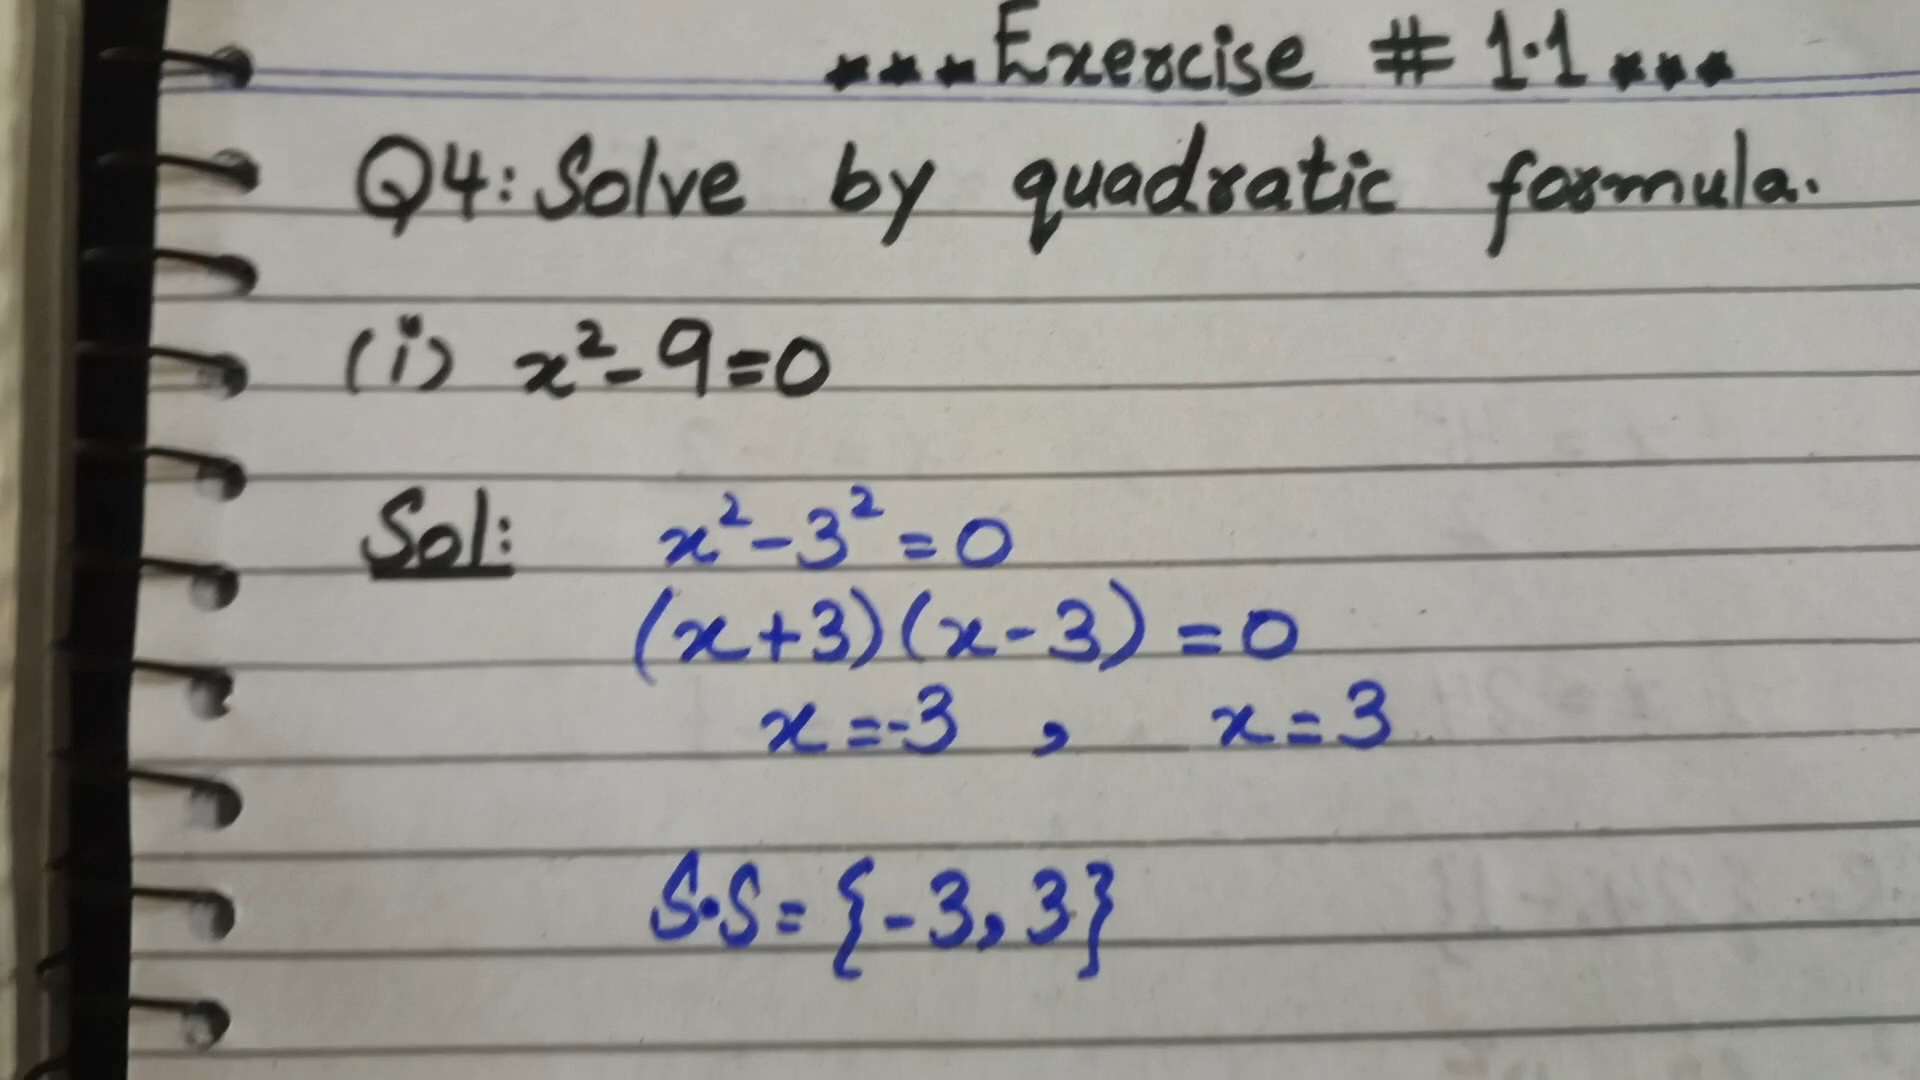 ***Exercise # 1.1***
Q4: Solve by quadratic formula.
(i) x²-9=0
Sol: x²-3²=0
(x+3)(x-3)=0
x=-3 , x=3
S.S={-3,3}